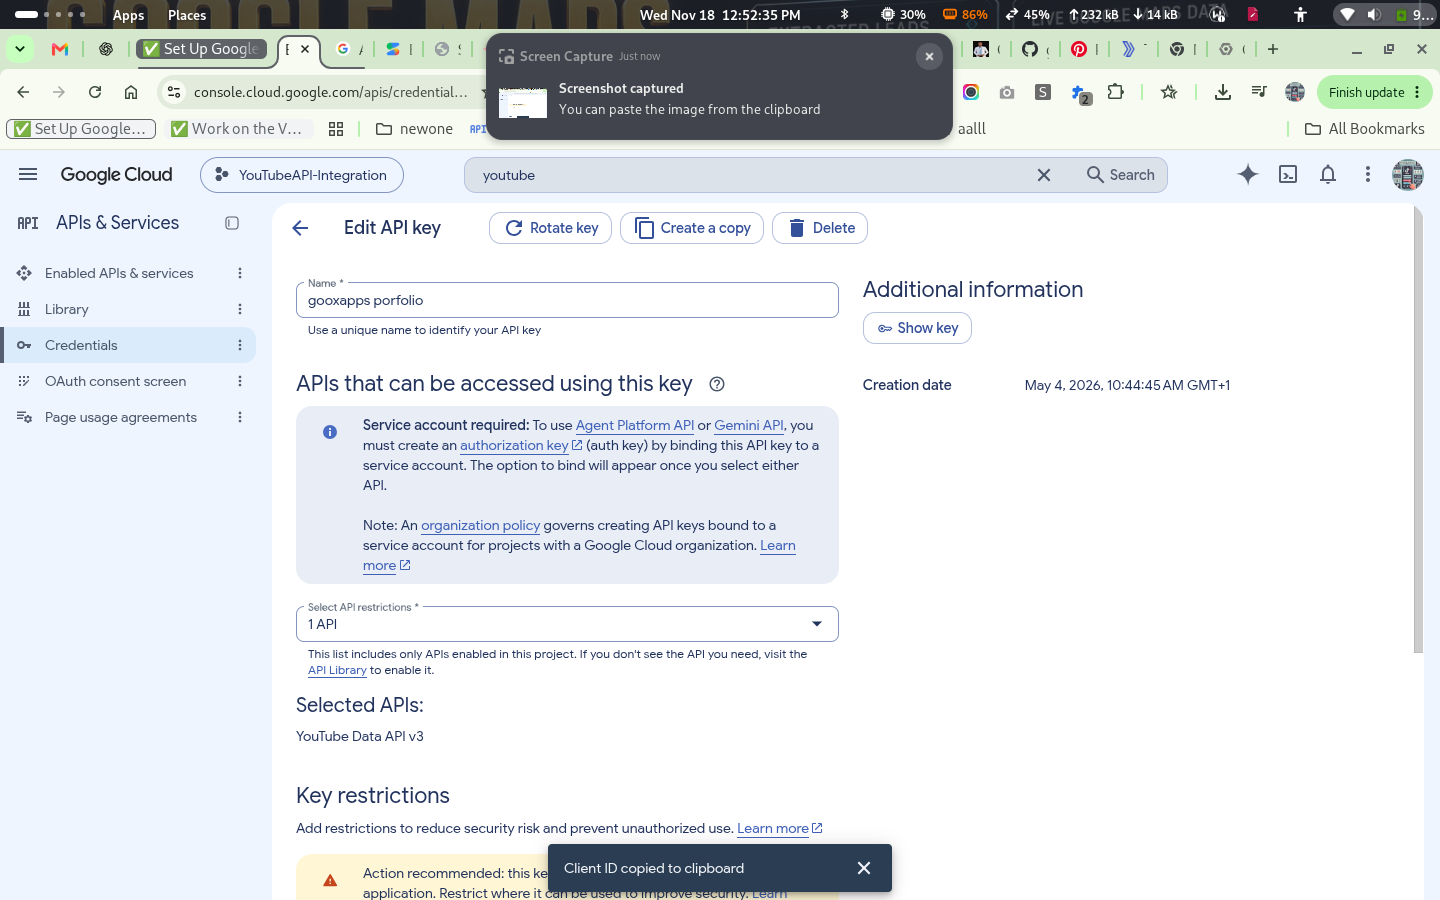 Apps Places Wed Nov 18 12:52:35 PM 30% 86% 45% 232 kB 14 kB 9...
✅ Set Up Google
Screen Capture Just now
Screenshot captured
You can paste the image from the clipboard
console.cloud.google.com/apis/credential...
2
Finish update
✅ Set Up Google...
✅ Work on the V...
newone
API
aalll
All Bookmarks
Google Cloud
YouTubeAPI-Integration
youtube
Search
API APIs & Services
Enabled APIs & services
Library
Credentials
OAuth consent screen
Page usage agreements
Edit API key
Rotate key
Create a copy
Delete
Name *
gooxapps porfolio
Use a unique name to identify your API key
APIs that can be accessed using this key
Service account required: To use Agent Platform API or Gemini API, you
must create an authorization key (auth key) by binding this API key to a
service account. The option to bind will appear once you select either
API.
Note: An organization policy governs creating API keys bound to a
service account for projects with a Google Cloud organization. Learn
more
Select API restrictions *
1 API
This list includes only APIs enabled in this project. If you don't see the API you need, visit the
API Library to enable it.
Selected APIs:
YouTube Data API v3
Key restrictions
Add restrictions to reduce security risk and prevent unauthorized use. Learn more
Action recommended: this ke
application. Restrict where it can be used to improve security. Learn
Additional information
Show key
Creation date May 4, 2026, 10:44:45 AM GMT+1
Client ID copied to clipboard